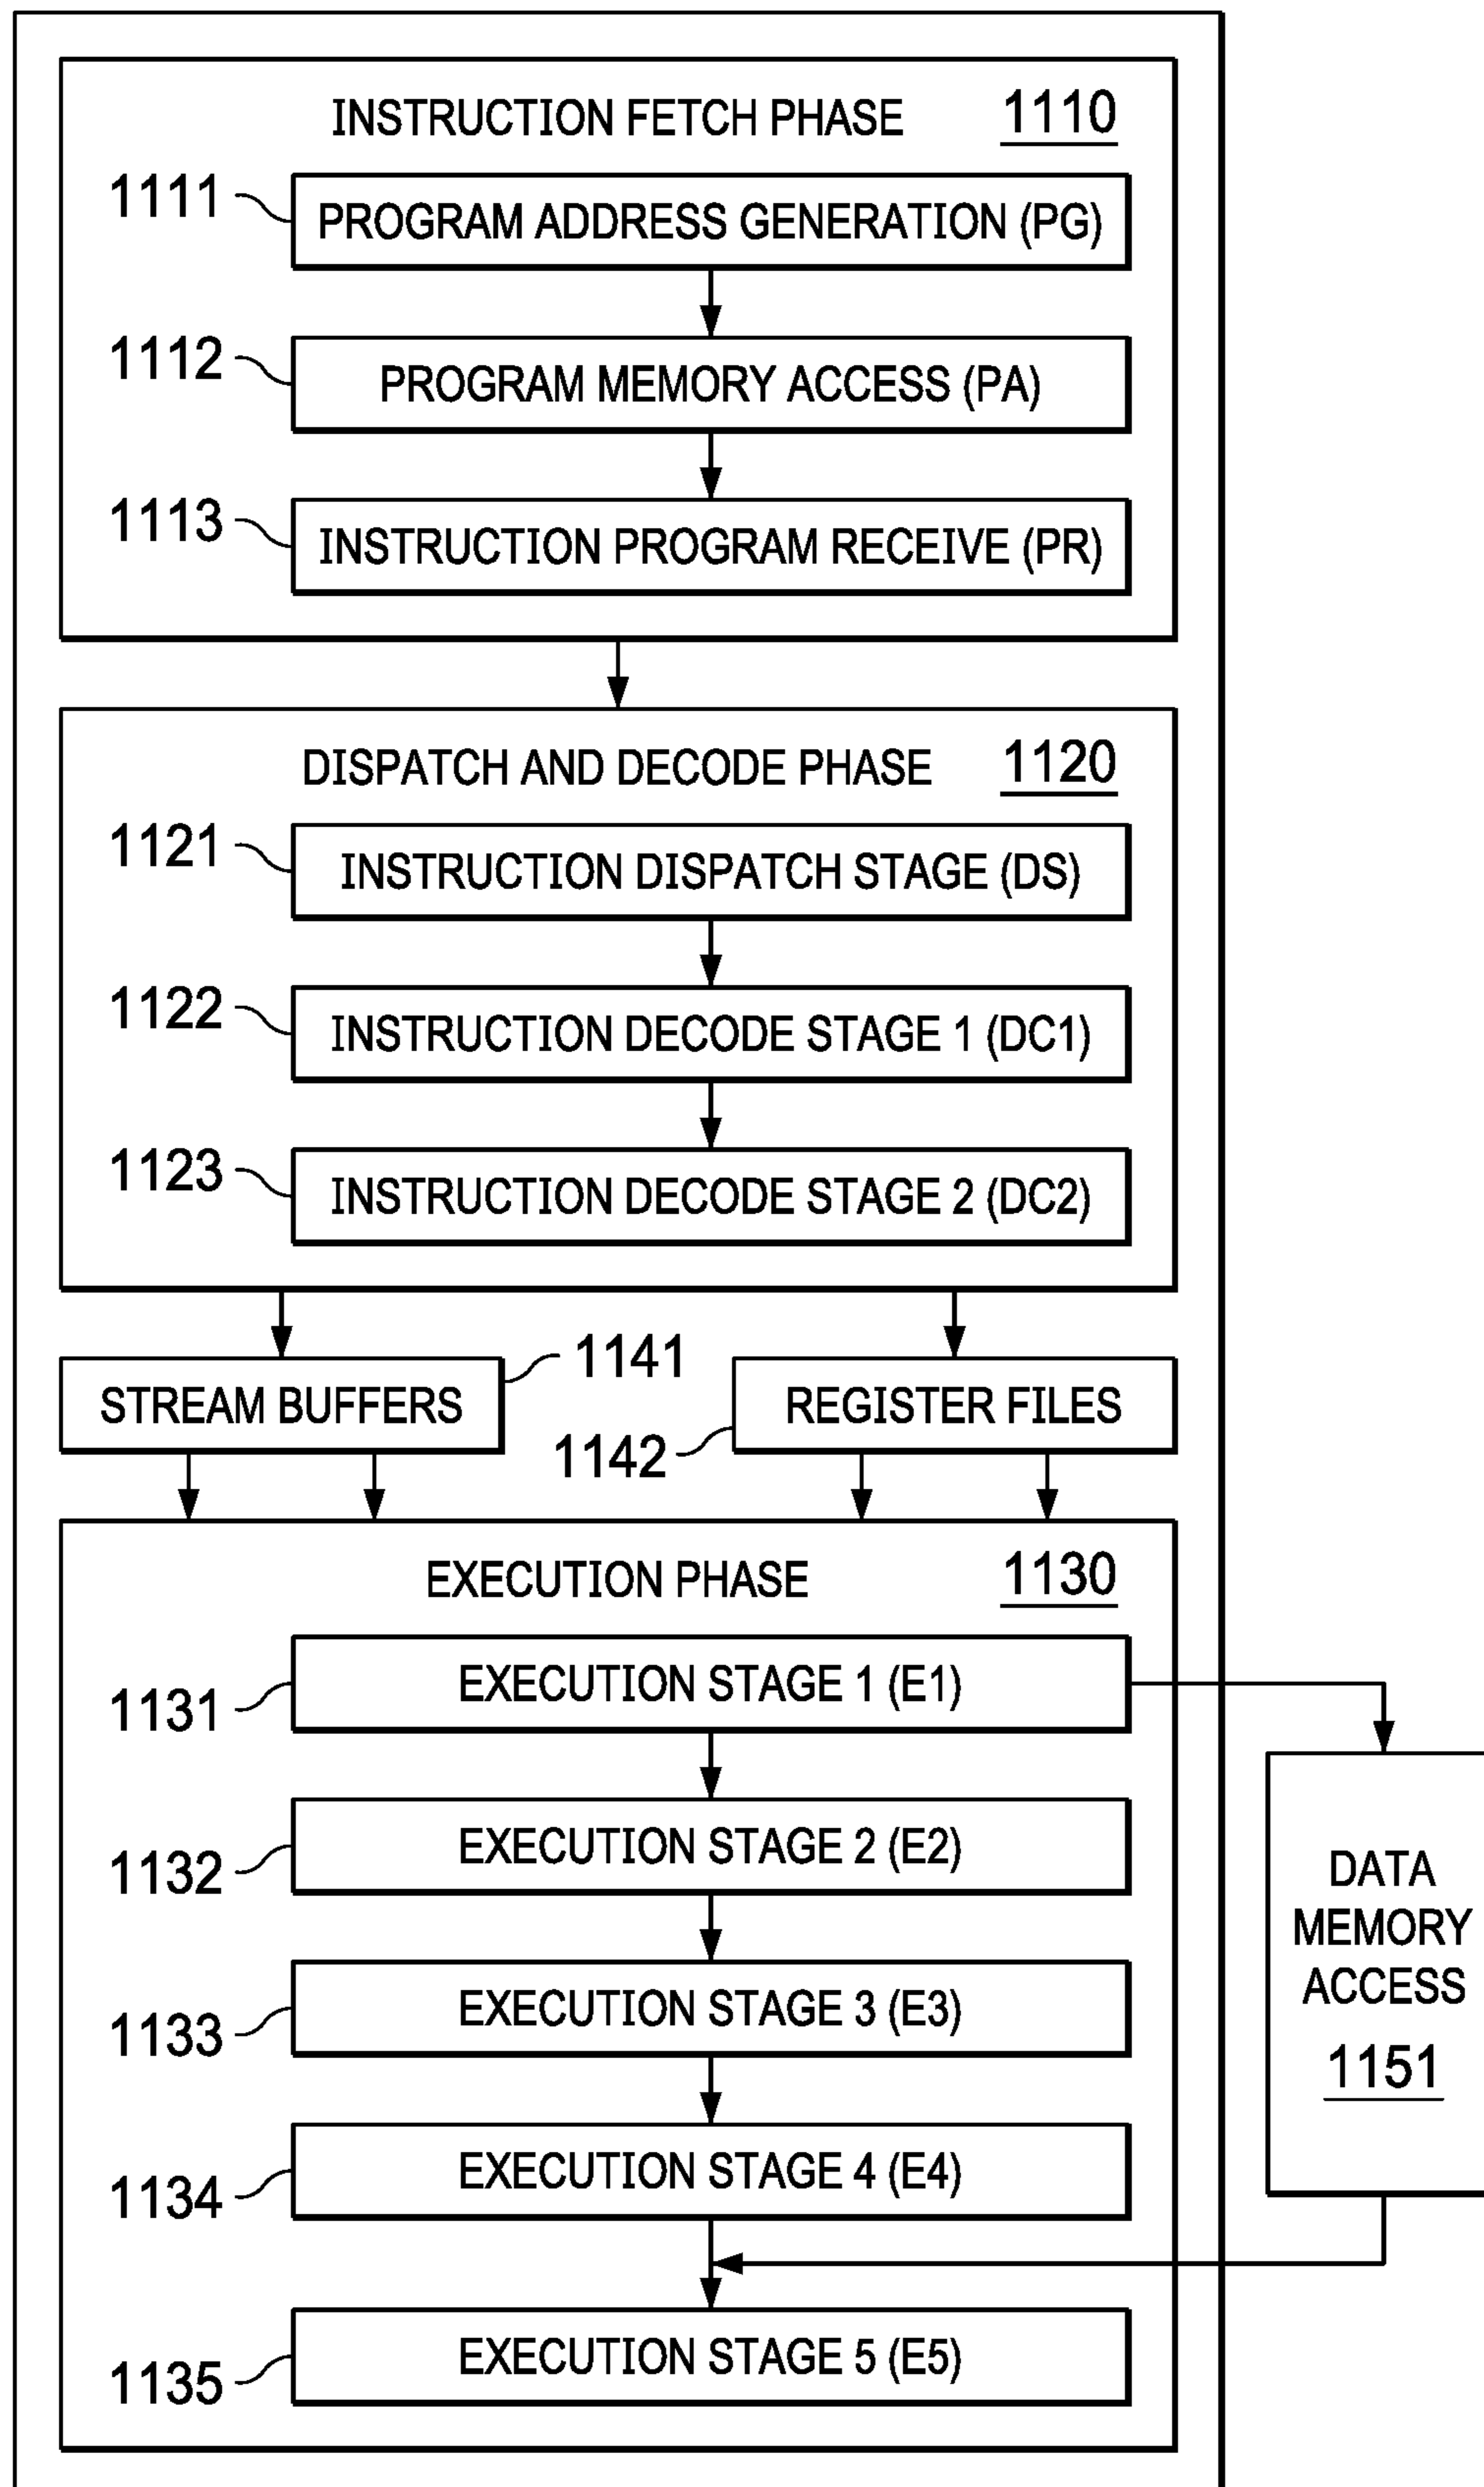 INSTRUCTION FETCH PHASE 1110
1111 PROGRAM ADDRESS GENERATION (PG)
1112 PROGRAM MEMORY ACCESS (PA)
1113 INSTRUCTION PROGRAM RECEIVE (PR)
DISPATCH AND DECODE PHASE 1120
1121 INSTRUCTION DISPATCH STAGE (DS)
1122 INSTRUCTION DECODE STAGE 1 (DC1)
1123 INSTRUCTION DECODE STAGE 2 (DC2)
STREAM BUFFERS 1141
1142 REGISTER FILES
EXECUTION PHASE 1130
1131 EXECUTION STAGE 1 (E1)
1132 EXECUTION STAGE 2 (E2)
1133 EXECUTION STAGE 3 (E3)
1134 EXECUTION STAGE 4 (E4)
1135 EXECUTION STAGE 5 (E5)
DATA
MEMORY
ACCESS
1151